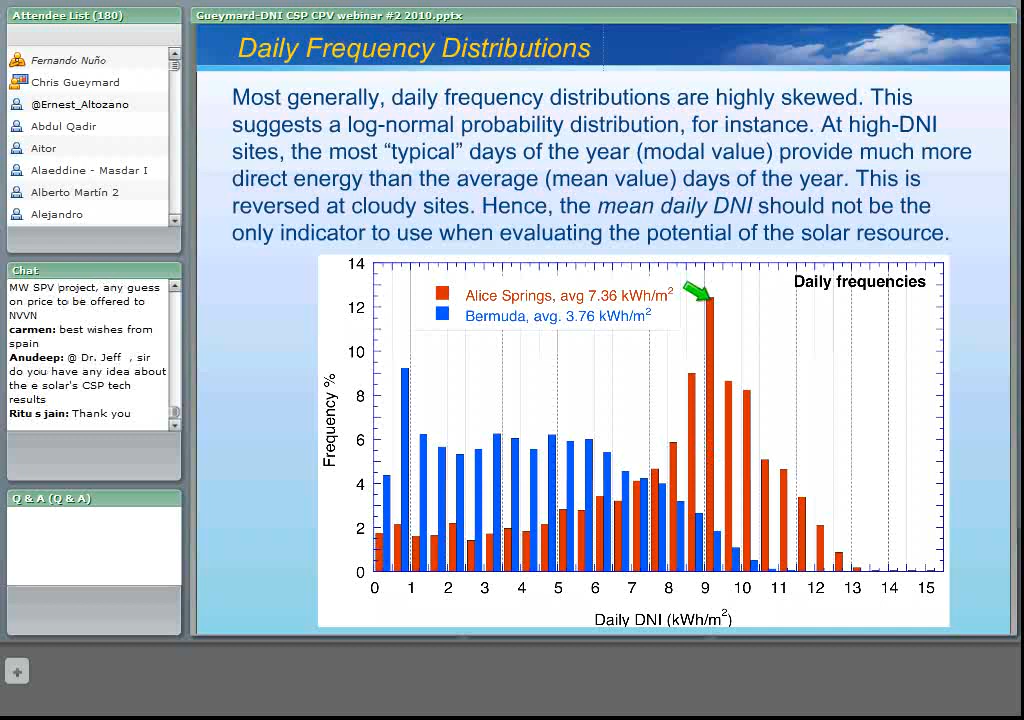 Attendee List (180)
Fernando Nuño
Chris Gueymard
@Ernest_Altozano
Abdul Qadir
Aitor
Alaeddine - Masdar I
Alberto Martín 2
Alejandro
Chat
MW SPV project, any guess
on price to be offered to
NVVN
carmen: best wishes from
spain
Anudeep: @ Dr. Jeff , sir
do you have any idea about
the e solar's CSP tech
results
Ritu s jain: Thank you
Q & A (Q & A)
Gueymard-DNI CSP CPV webinar #2 2010.pptx
Daily Frequency Distributions
Most generally, daily frequency distributions are highly skewed. This
suggests a log-normal probability distribution, for instance. At high-DNI
sites, the most “typical” days of the year (modal value) provide much more
direct energy than the average (mean value) days of the year. This is
reversed at cloudy sites. Hence, the mean daily DNI should not be the
only indicator to use when evaluating the potential of the solar resource.
Daily frequencies
Alice Springs, avg 7.36 kWh/m²
Bermuda, avg. 3.76 kWh/m²
Frequency %
14
12
10
8
6
4
2
0
0 1 2 3 4 5 6 7 8 9 10 11 12 13 14 15
Daily DNI (kWh/m²)